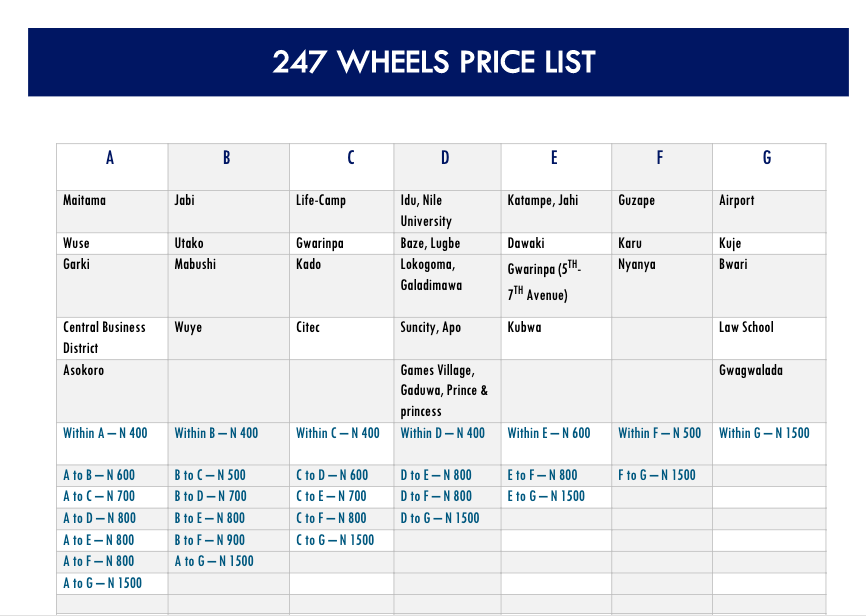 247 WHEELS PRICE LIST
A B C D E F G
Maitama Jabi Life-Camp Idu, Nile Katampe, Jahi Guzape Airport
University
Wuse Utako Gwarinpa Baze, Lugbe Dawaki Karu Kuje
Garki Mabushi Kado Lokogoma, Gwarinpa (5TH- Nyanya Bwari
Galadimawa 7TH Avenue)
Central Business Wuye Citec Suncity, Apo Kubwa Law School
District
Asokoro Games Village, Gwagwalada
Gaduwa, Prince &
princess
Within A – N 400 Within B – N 400 Within C – N 400 Within D – N 400 Within E – N 600 Within F – N 500 Within G – N 1500
A to B – N 600 B to C – N 500 C to D – N 600 D to E – N 800 E to F – N 800 F to G – N 1500
A to C – N 700 B to D – N 700 C to E – N 700 D to F – N 800 E to G – N 1500
A to D – N 800 B to E – N 800 C to F – N 800 D to G – N 1500
A to E – N 800 B to F – N 900 C to G – N 1500
A to F – N 800 A to G – N 1500
A to G – N 1500